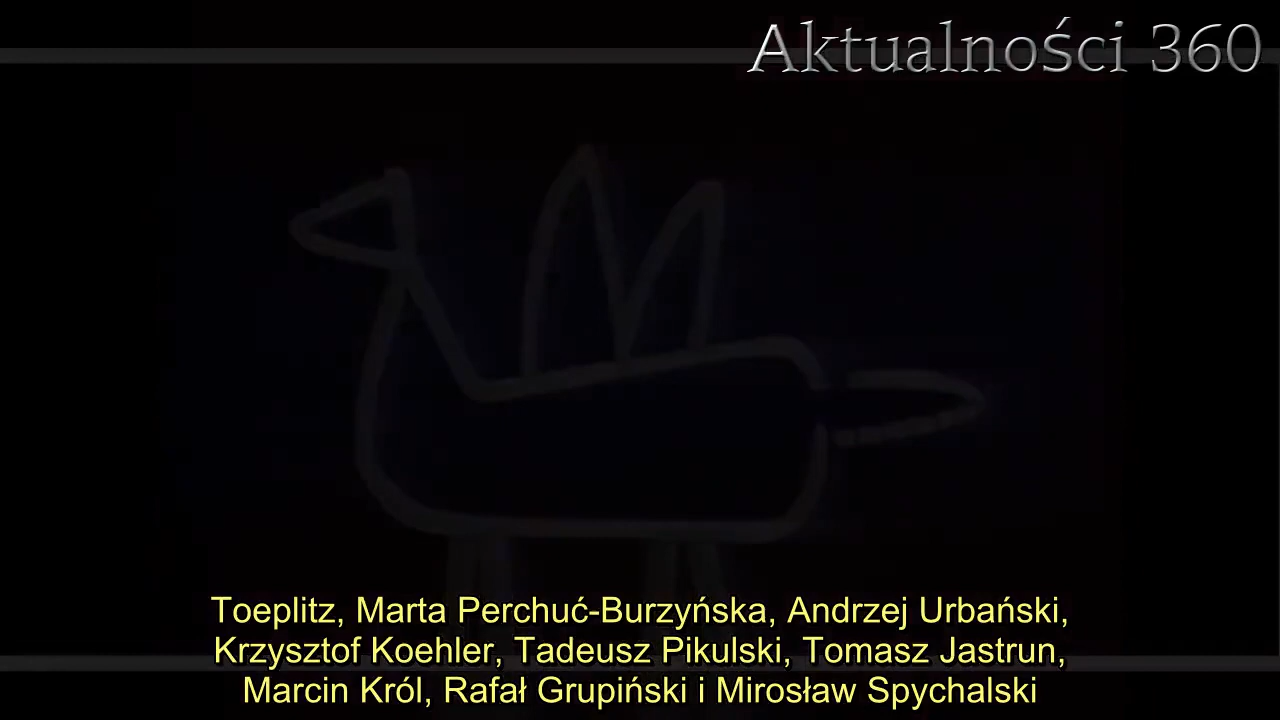 Aktualności 360
Toeplitz, Marta Perchuć-Burzyńska, Andrzej Urbański,
Krzysztof Koehler, Tadeusz Pikulski, Tomasz Jastrun,
Marcin Król, Rafał Grupiński i Mirosław Spychalski